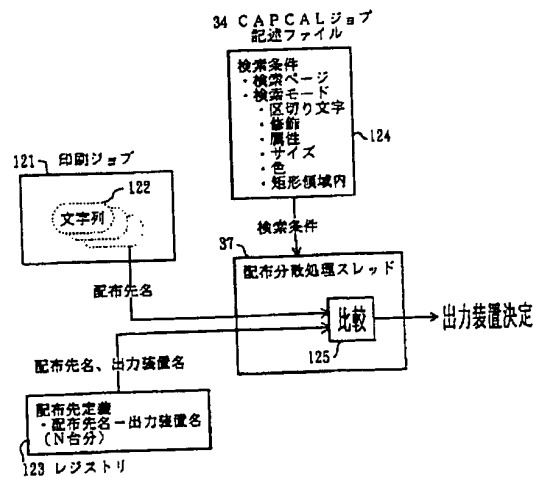 34 CAPCALジョブ
記述ファイル
検索条件
・検索ページ
・検索モード
・区切り文字
・修飾
・属性
・サイズ
・色
・矩形領域内
124
121 印刷ジョブ
122
文字列
検索条件
37
配布分散処理スレッド
配布先名
比較
125
出力装置決定
配布先名、出力装置名
配布先定義
・配布先名－出力装置名
(N台分)
123 レジストリ